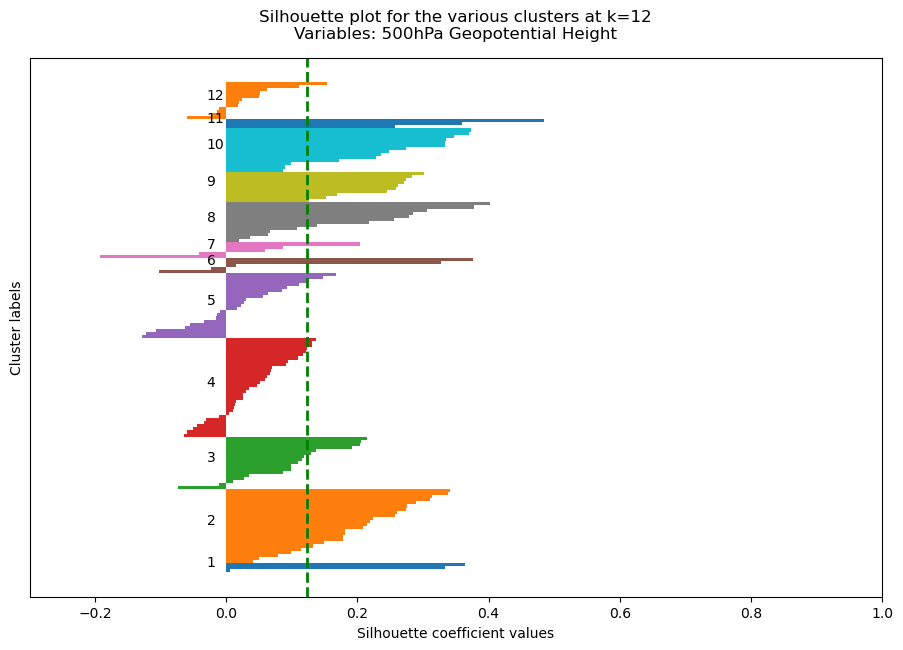 Silhouette plot for the various clusters at k=12
Variables: 500hPa Geopotential Height
Cluster labels
12
11
10
9
8
7
6
5
4
3
2
1
−0.2 0.0 0.2 0.4 0.6 0.8 1.0
Silhouette coefficient values